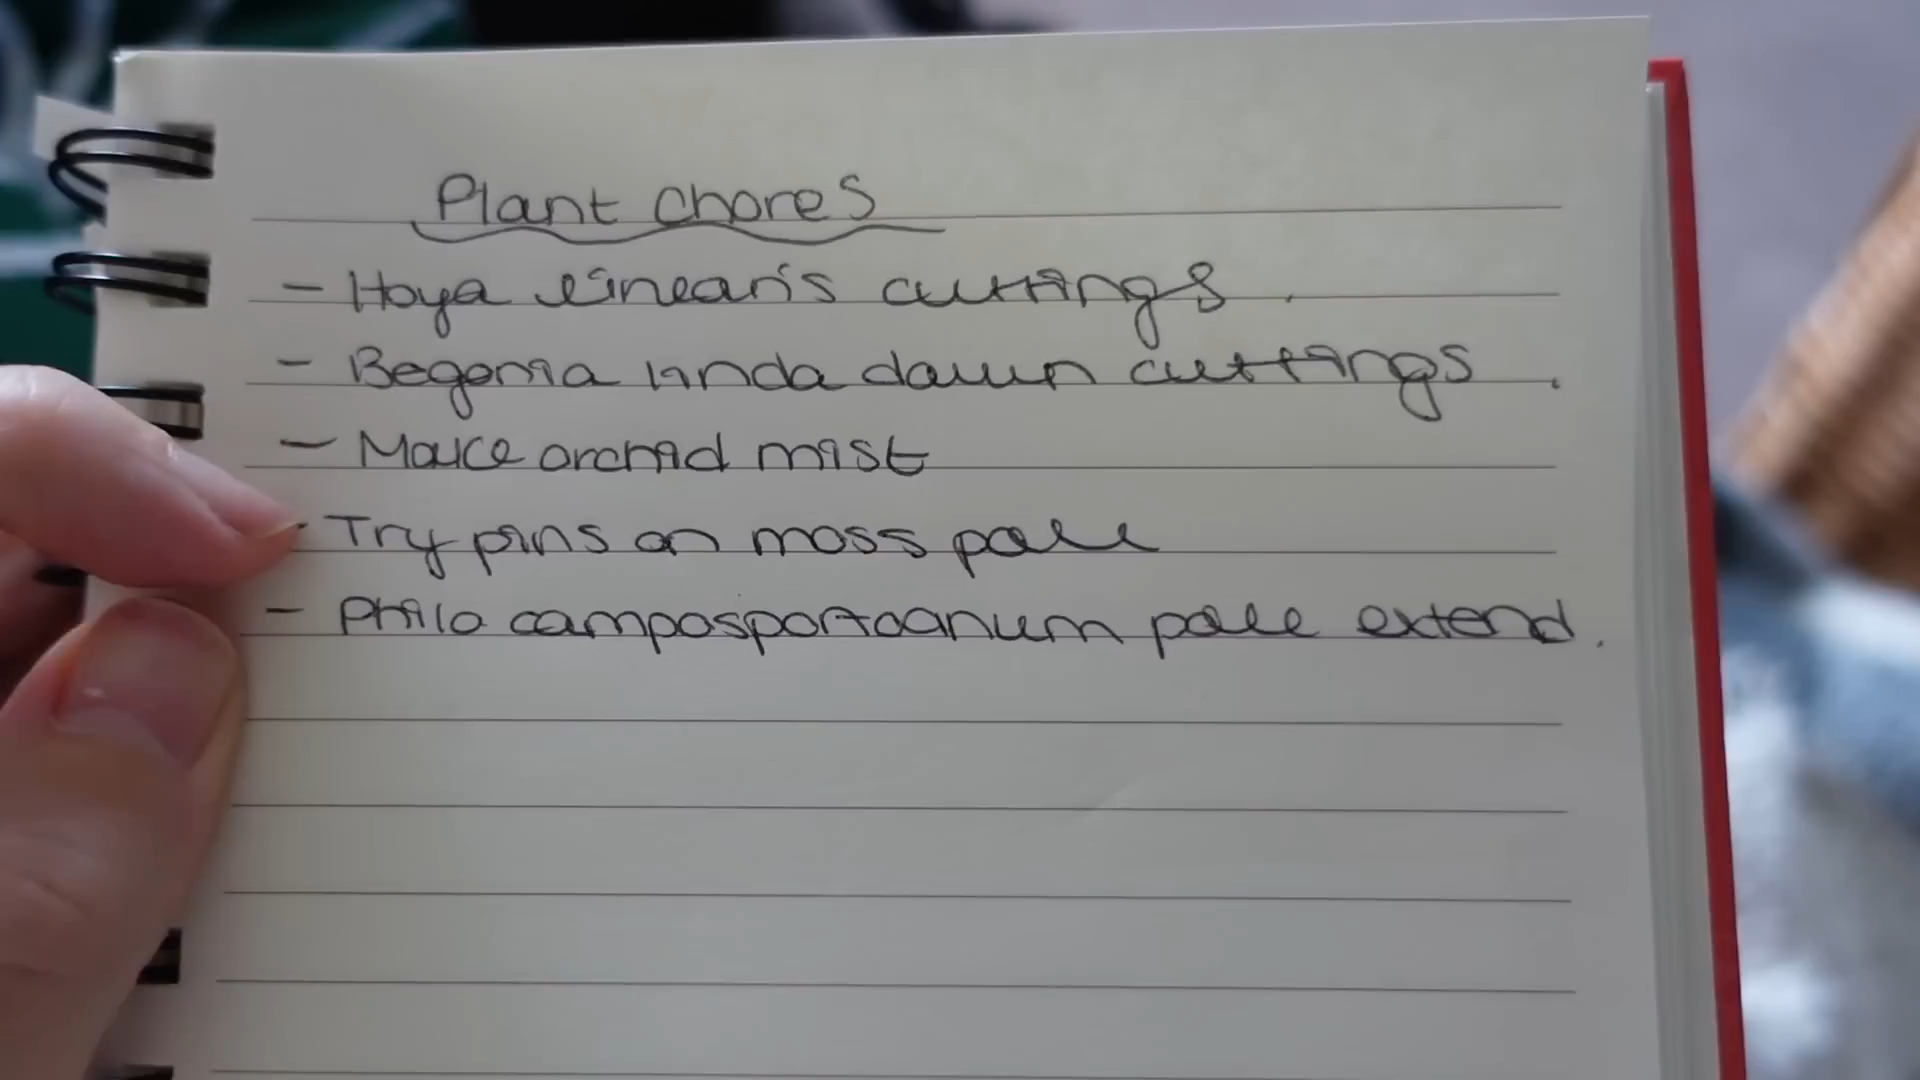 Plant chores
- Hoya linearis cuttings.
- Begonia linda dawn cuttings.
- Make orchid mist
- Try pins on moss pole
- Philo camposportoanum pole extend.